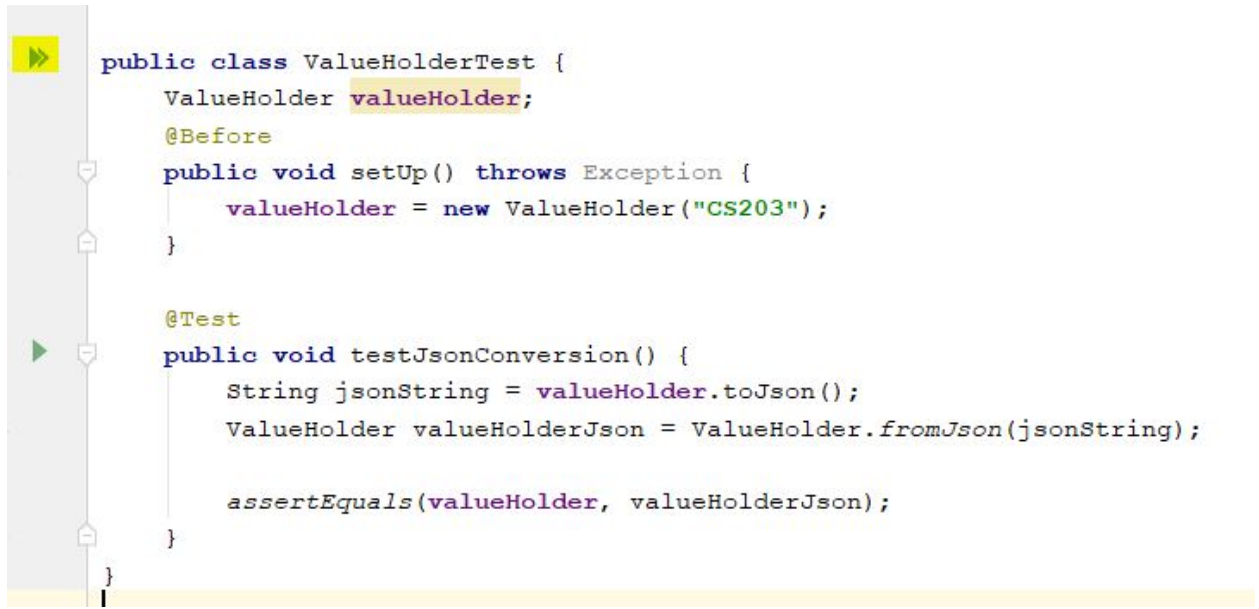 public class ValueHolderTest {
    ValueHolder valueHolder;
    @Before
    public void setUp() throws Exception {
        valueHolder = new ValueHolder("CS203");
    }

    @Test
    public void testJsonConversion() {
        String jsonString = valueHolder.toJson();
        ValueHolder valueHolderJson = ValueHolder.fromJson(jsonString);

        assertEquals(valueHolder, valueHolderJson);
    }
}